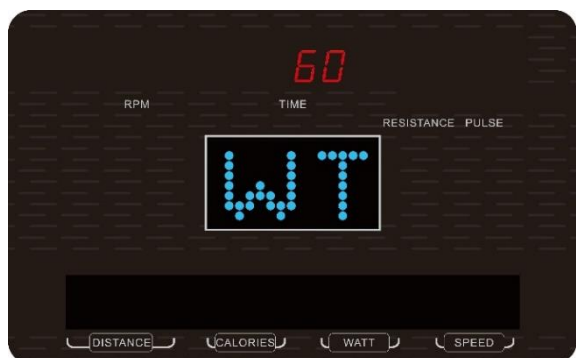 60
RPM TIME
RESISTANCE PULSE
WT
DISTANCE CALORIES WATT SPEED